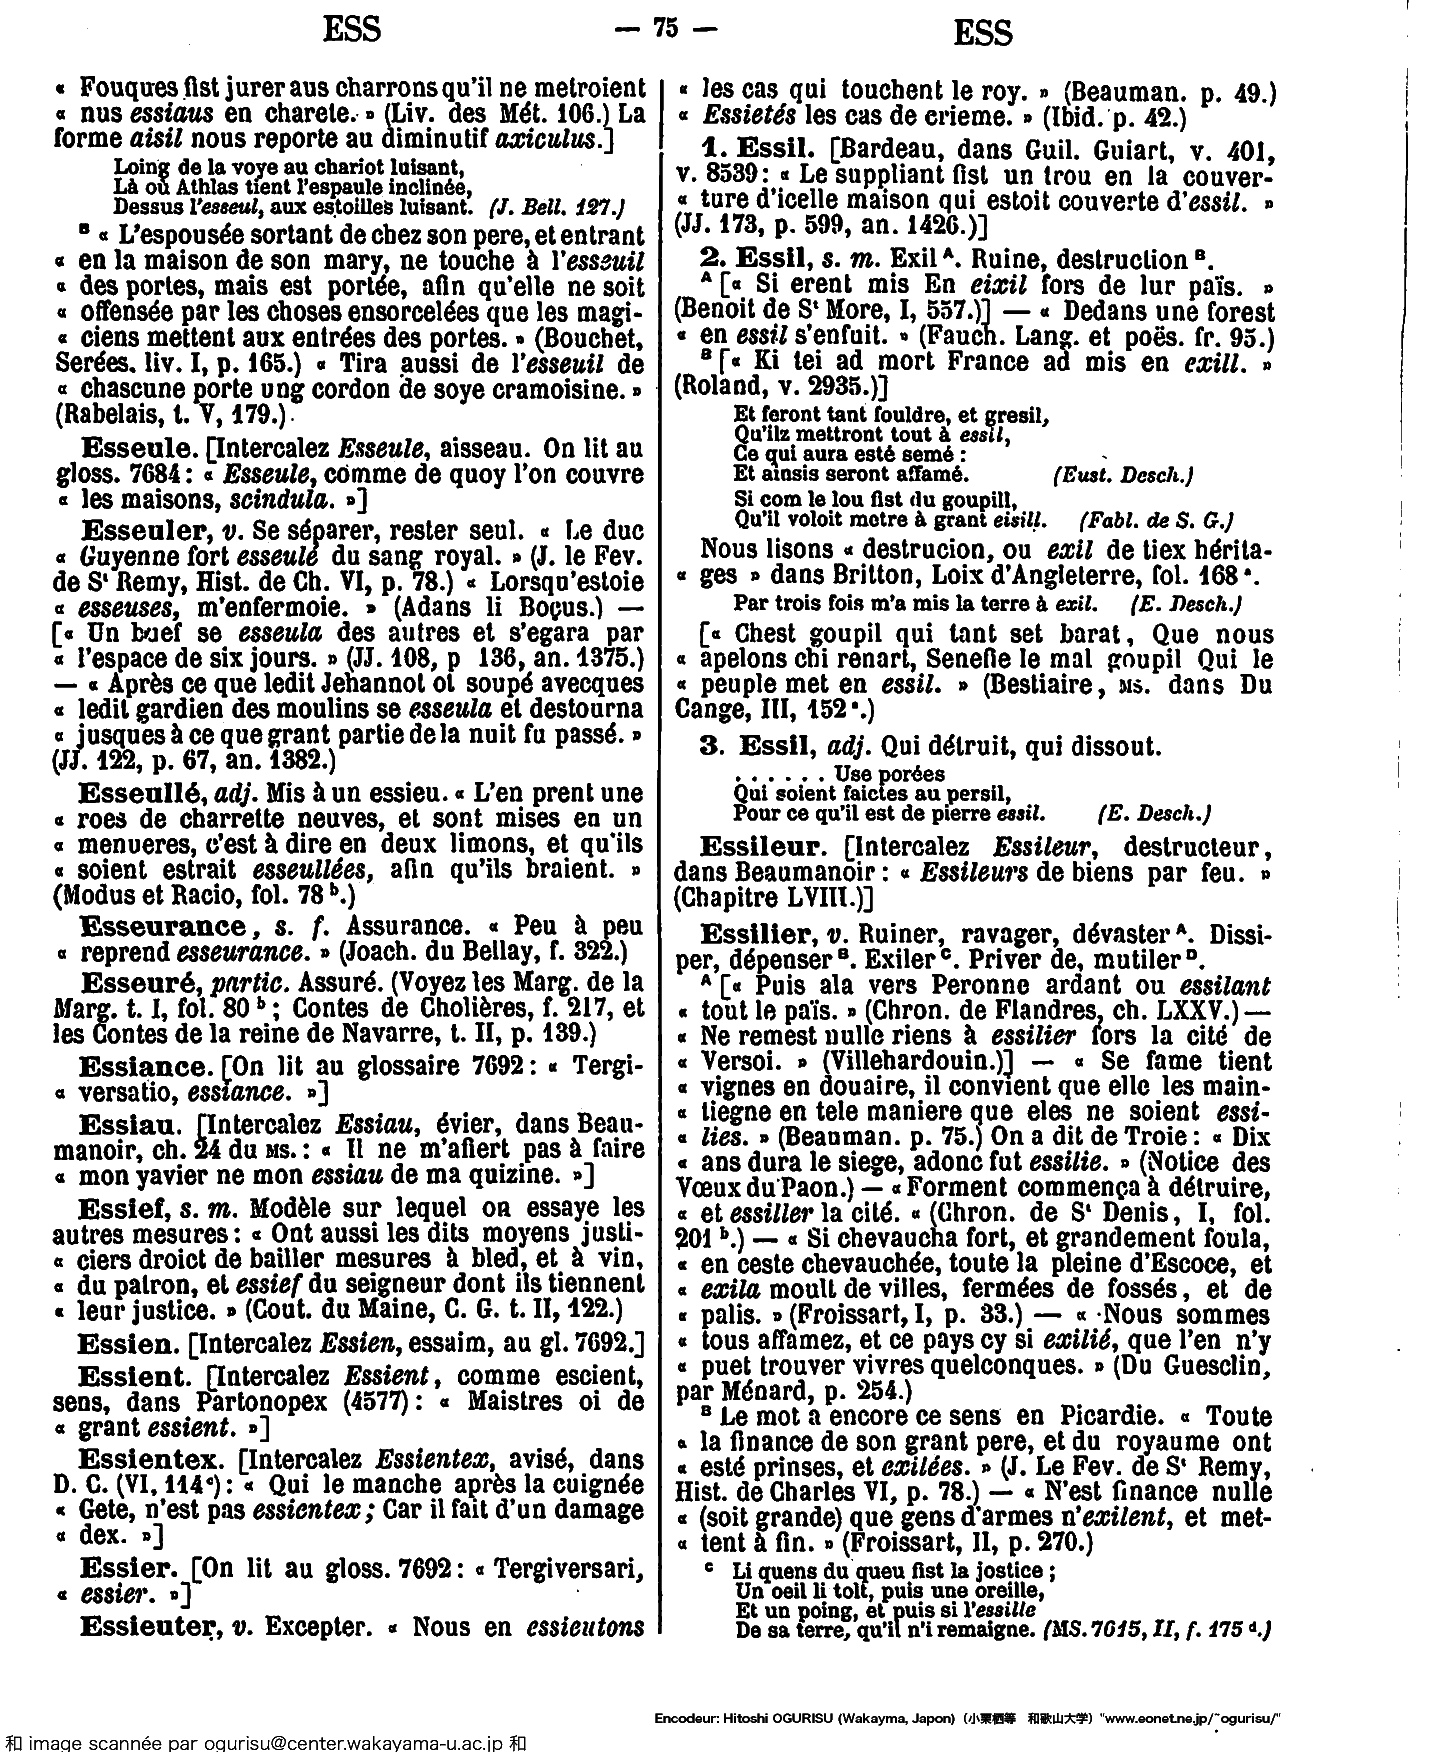 ESS
— 75 —
ESS
« Fouques fist jurer aus charrons qu'il ne metroient
« nus essiaus en charete. » (Liv. des Mét. 106.) La
forme aisil nous reporte au diminutif axiculus.]
Loing de la voye au chariot luisant,
Là où Athlas tient l'espaule inclinée,
Dessus l'esseul, aux estoilles luisant. (J. Bell. 127.)
B « L'espousée sortant de chez son pere, et entrant
« en la maison de son mary, ne touche à l'esseuil
« des portes, mais est portée, afin qu'elle ne soit
« offensée par les choses ensorcelées que les magi-
« ciens mettent aux entrées des portes. » (Bouchet,
Serées. liv. I, p. 165.) « Tira aussi de l'esseuil de
« chascune porte ung cordon de soye cramoisine. »
(Rabelais, t. V, 179.)
Esseule. [Intercalez Esseule, aisseau. On lit au
gloss. 7684 : « Esseule, comme de quoy l'on couvre
« les maisons, scindula. »]
Esseuler, v. Se séparer, rester seul. « Le duc
« Guyenne fort esseulé du sang royal. » (J. le Fev.
de St Remy, Hist. de Ch. VI, p. 78.) « Lorsqu'estoie
« esseuses, m'enfermoie. » (Adans li Boçus.) —
[« Un buef se esseula des autres et s'egara par
« l'espace de six jours. » (JJ. 108, p 136, an. 1375.)
— « Après ce que ledit Jehannot ot soupé avecques
« ledit gardien des moulins se esseula et destourna
« jusques à ce que grant partie de la nuit fu passé. »
(JJ. 122, p. 67, an. 1382.)
Esseullé, adj. Mis à un essieu. « L'en prent une
« roes de charrette neuves, et sont mises en un
« menueres, c'est à dire en deux limons, et qu'ils
« soient estrait esseullées, afin qu'ils braient. »
(Modus et Racio, fol. 78 b.)
Esseurance, s. f. Assurance. « Peu à peu
« reprend esseurance. » (Joach. du Bellay, f. 322.)
Esseuré, partic. Assuré. (Voyez les Marg. de la
Marg. t. I, fol. 80 b ; Contes de Cholières, f. 217, et
les Contes de la reine de Navarre, t. II, p. 139.)
Essiance. [On lit au glossaire 7692 : « Tergi-
« versatio, essiance. »]
Essiau. [Intercalez Essiau, évier, dans Beau-
manoir, ch. 24 du MS. : « Il ne m'afiert pas à faire
« mon yavier ne mon essiau de ma quizine. »]
Essief, s. m. Modèle sur lequel on essaye les
autres mesures : « Ont aussi les dits moyens justi-
« ciers droict de bailler mesures à bled, et à vin,
« du patron, et essief du seigneur dont ils tiennent
« leur justice. » (Cout. du Maine, C. G. t. II, 122.)
Essien. [Intercalez Essien, essuim, au gl. 7692.]
Essient. [Intercalez Essient, comme escient,
sens, dans Partonopex (4577) : « Maistres oi de
« grant essient. »]
Essientex. [Intercalez Essientex, avisé, dans
D. C. (VI, 114 c) : « Qui le manche après la cuignée
« Gete, n'est pas essientex ; Car il fait d'un damage
« dex. »]
Essier. [On lit au gloss. 7692 : « Tergiversari,
« essier. »]
Essieuter, v. Excepter. « Nous en essieutons
« les cas qui touchent le roy. » (Beauman. p. 49.)
« Essietés les cas de crieme. » (Ibid. p. 42.)
1. Essil. [Bardeau, dans Guil. Guiart, v. 401,
v. 8539 : « Le suppliant fist un trou en la couver-
« ture d'icelle maison qui estoit couverte d'essil. »
(JJ. 173, p. 599, an. 1426.)]
2. Essil, s. m. Exil A. Ruine, destruction B.
A [« Si erent mis En eixil fors de lur païs. »
(Benoit de St More, I, 557.)] — « Dedans une forest
« en essil s'enfuit. » (Fauch. Lang. et poës. fr. 95.)
B [« Ki tei ad mort France ad mis en exill. »
(Roland, v. 2935.)]
Et feront tant fouldre, et gresil,
Qu'ilz mettront tout à essil,
Ce qui aura esté semé :
Et ainsis seront affamé. (Eust. Desch.)
Si com le lou fist du goupill,
Qu'il voloit metre à grant eisill. (Fabl. de S. G.)
Nous lisons « destrucion, ou exil de tiex hérita-
« ges » dans Britton, Loix d'Angleterre, fol. 168 a.
Par trois fois m'a mis la terre à exil. (E. Desch.)
[« Chest goupil qui tant set barat, Que nous
« apelons chi renart, Senefie le mal goupil Qui le
« peuple met en essil. » (Bestiaire, MS. dans Du
Cange, III, 152 a.)
3. Essil, adj. Qui détruit, qui dissout.
. . . . . . Use porées
Qui soient faictes au persil,
Pour ce qu'il est de pierre essil. (E. Desch.)
Essileur. [Intercalez Essileur, destructeur,
dans Beaumanoir : « Essileurs de biens par feu. »
(Chapitre LVIII.)]
Essilier, v. Ruiner, ravager, dévaster A. Dissi-
per, dépenser B. Exiler C. Priver de, mutiler D.
A [« Puis ala vers Peronne ardant ou essilant
« tout le païs. » (Chron. de Flandres, ch. LXXV.) —
« Ne remest nulle riens à essilier fors la cité de
« Versoi. » (Villehardouin.)] — « Se fame tient
« vignes en douaire, il convient que elle les main-
« tiegne en tele maniere que eles ne soient essi-
« lies. » (Beauman. p. 75.) On a dit de Troie : « Dix
« ans dura le siege, adonc fut essilie. » (Notice des
Vœux du Paon.) — « Forment commença à détruire,
« et essiller la cité. « (Chron. de St Denis, I, fol.
201 b.) — « Si chevaucha fort, et grandement foula,
« en ceste chevauchée, toute la pleine d'Escoce, et
« exila moult de villes, fermées de fossés, et de
« palis. » (Froissart, I, p. 33.) — « Nous sommes
« tous affamez, et ce pays cy si exilié, que l'en n'y
« puet trouver vivres quelconques. » (Du Guesclin,
par Ménard, p. 254.)
B Le mot a encore ce sens en Picardie. « Toute
« la finance de son grant pere, et du royaume ont
« esté prinses, et exilées. » (J. Le Fev. de St Remy,
Hist. de Charles VI, p. 78.) — « N'est finance nulle
« (soit grande) que gens d'armes n'exilent, et met-
« tent à fin. » (Froissart, II, p. 270.)
C Li quens du queu fist la jostice ;
Un oeil li tolt, puis une oreille,
Et un poing, et puis si l'essille
De sa terre, qu'il n'i remaigne. (MS. 7615, II, f. 175 d.)
Encodeur: Hitoshi OGURISU (Wakayma, Japon) (小栗栖等 和歌山大学) "www.eonet.ne.jp/~ogurisu/"
和 image scannée par ogurisu@center.wakayama-u.ac.jp 和